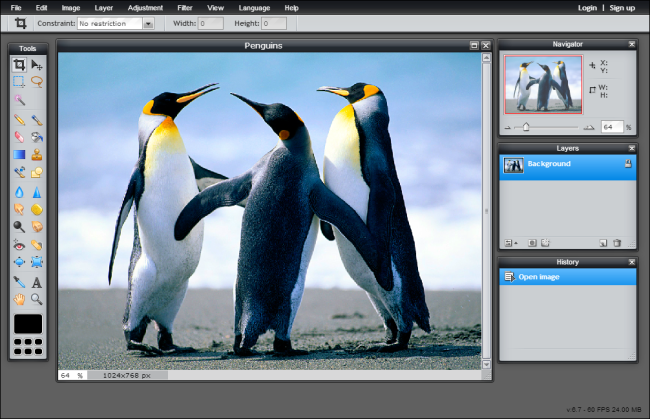 File Edit Image Layer Adjustment Filter View Language Help Login | Sign up
Constraint: No restriction Width: 0 Height: 0
Tools
Penguins
Navigator
X:
Y:
W:
H:
64 %
Layers
Background
History
Open image
64 % 1024x768 px
v:6.7 - 50 FPS 24.00 MB